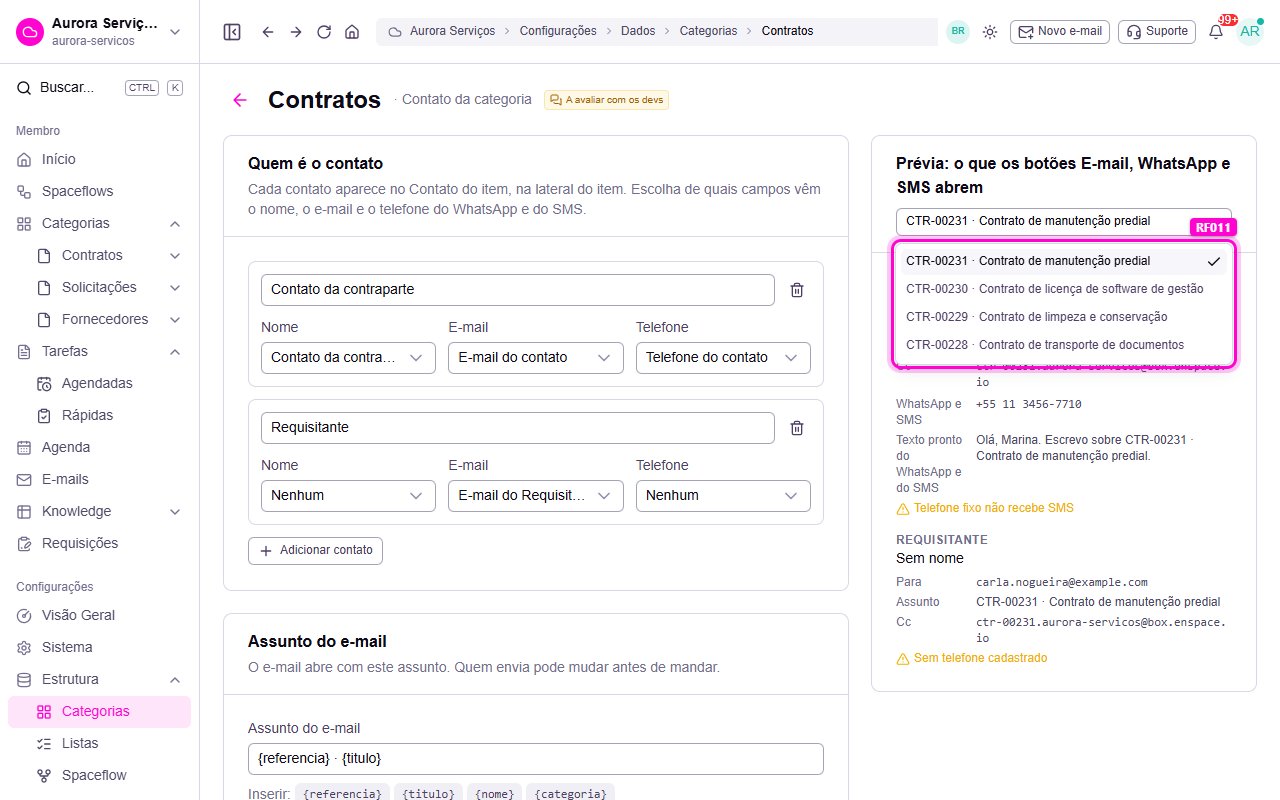 Aurora Serviç...
aurora-servicos
Buscar...
CTRL
K
Membro
Início
Spaceflows
Categorias
Contratos
Solicitações
Fornecedores
Tarefas
Agendadas
Rápidas
Agenda
E-mails
Knowledge
Requisições
Configurações
Visão Geral
Sistema
Estrutura
Categorias
Listas
Spaceflow
Aurora Serviços
Configurações
Dados
Categorias
Contratos
BR
Novo e-mail
Suporte
99+
AR
Contratos
· Contato da categoria
A avaliar com os devs
Quem é o contato
Cada contato aparece no Contato do item, na lateral do item. Escolha de quais campos vêm
o nome, o e-mail e o telefone do WhatsApp e do SMS.
Contato da contraparte
Nome
E-mail
Telefone
Contato da contra...
E-mail do contato
Telefone do contato
Requisitante
Nome
E-mail
Telefone
Nenhum
E-mail do Requisit...
Nenhum
Adicionar contato
Assunto do e-mail
O e-mail abre com este assunto. Quem envia pode mudar antes de mandar.
Assunto do e-mail
{referencia} · {titulo}
Inserir:
{referencia}
{titulo}
{nome}
{categoria}
Prévia: o que os botões E-mail, WhatsApp e
SMS abrem
CTR-00231 · Contrato de manutenção predial
RF011
CTR-00231 · Contrato de manutenção predial
CTR-00230 · Contrato de licença de software de gestão
CTR-00229 · Contrato de limpeza e conservação
CTR-00228 · Contrato de transporte de documentos
io
WhatsApp e
SMS
+55 11 3456-7710
Texto pronto
do
WhatsApp e
do SMS
Olá, Marina. Escrevo sobre CTR-00231 ·
Contrato de manutenção predial.
Telefone fixo não recebe SMS
REQUISITANTE
Sem nome
Para
carla.nogueira@example.com
Assunto
CTR-00231 · Contrato de manutenção predial
Cc
ctr-00231.aurora-servicos@box.enspace.
io
Sem telefone cadastrado